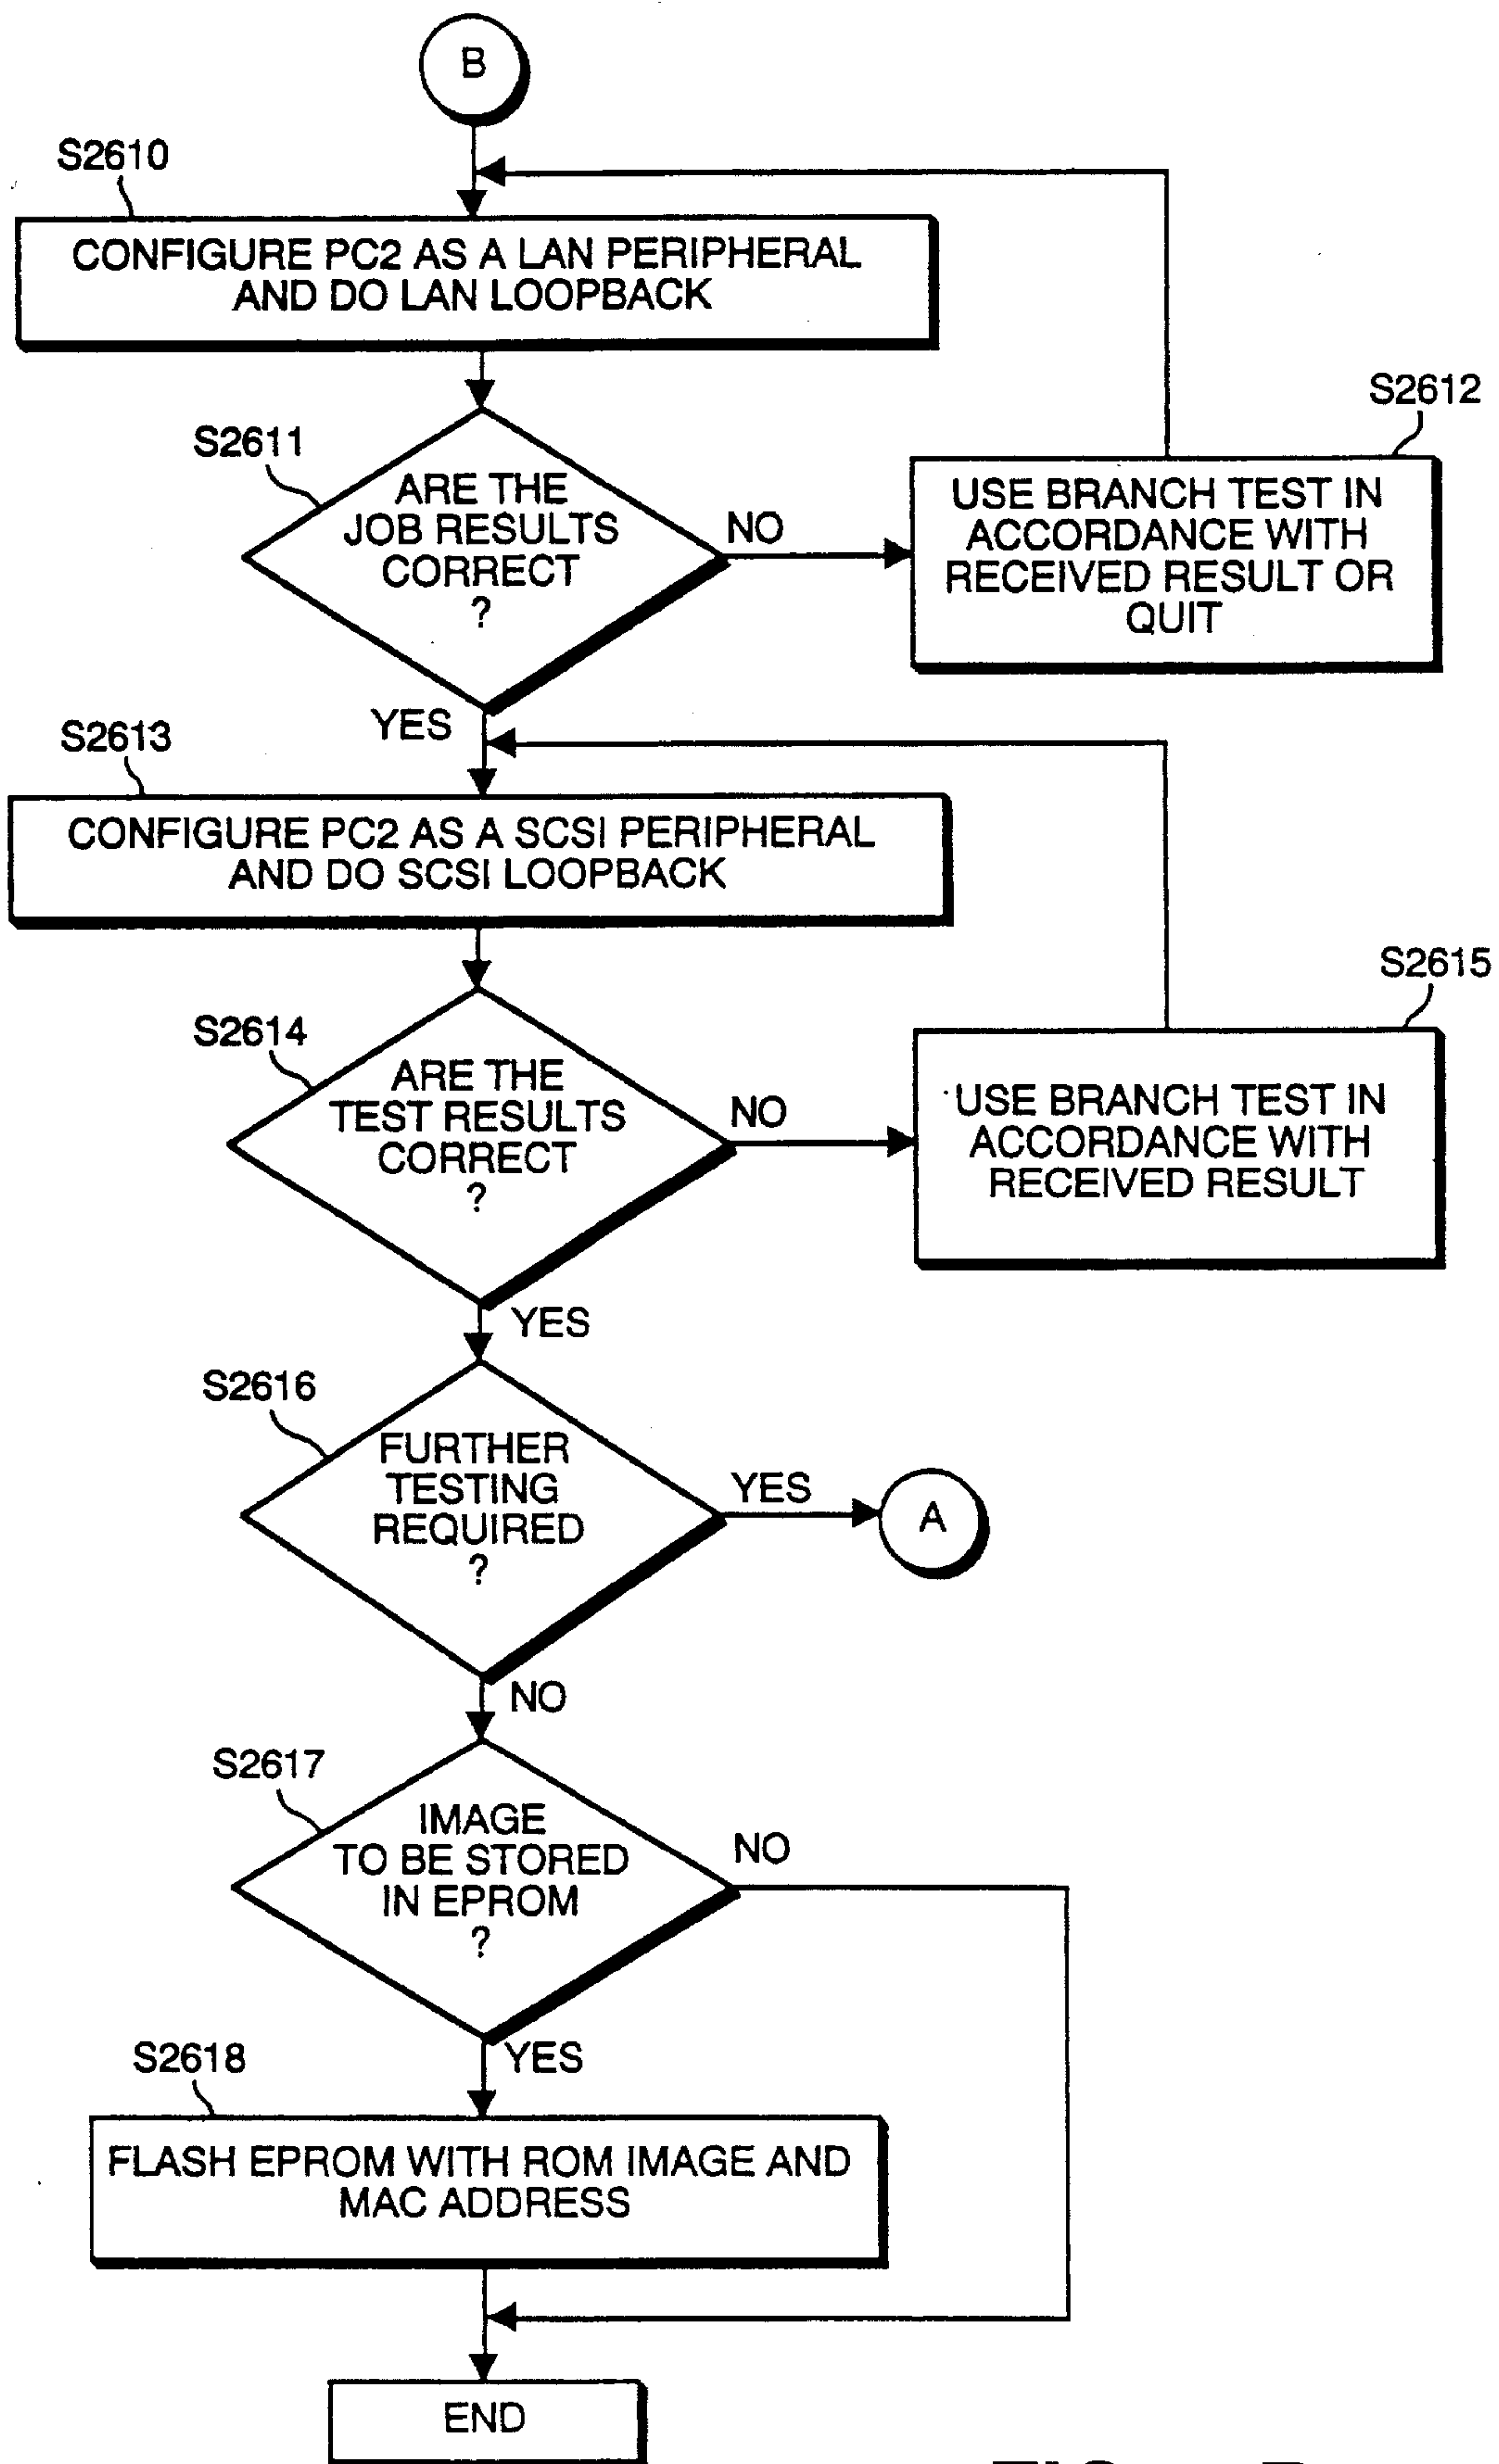 B
S2610
CONFIGURE PC2 AS A LAN PERIPHERAL
AND DO LAN LOOPBACK
S2611
ARE THE
JOB RESULTS
CORRECT
?
NO
S2612
USE BRANCH TEST IN
ACCORDANCE WITH
RECEIVED RESULT OR
QUIT
YES
S2613
CONFIGURE PC2 AS A SCSI PERIPHERAL
AND DO SCSI LOOPBACK
S2614
ARE THE
TEST RESULTS
CORRECT
?
NO
S2615
USE BRANCH TEST IN
ACCORDANCE WITH
RECEIVED RESULT
YES
S2616
FURTHER
TESTING
REQUIRED
?
YES
A
NO
S2617
IMAGE
TO BE STORED
IN EPROM
?
NO
YES
S2618
FLASH EPROM WITH ROM IMAGE AND
MAC ADDRESS
END